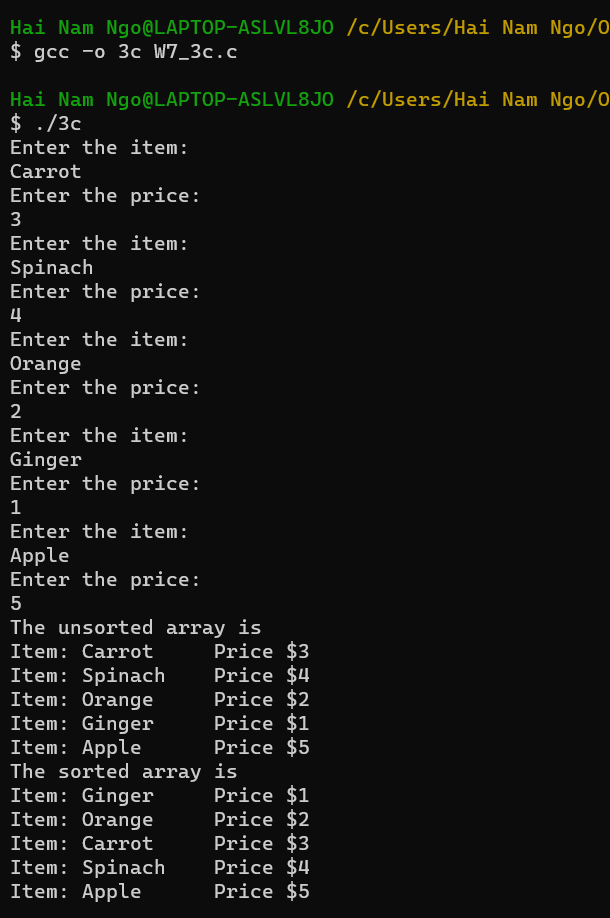 Hai Nam Ngo@LAPTOP-ASLVL8JO /c/Users/Hai Nam Ngo/O
$ gcc -o 3c W7_3c.c
Hai Nam Ngo@LAPTOP-ASLVL8JO /c/Users/Hai Nam Ngo/O
$ ./3c
Enter the item:
Carrot
Enter the price:
3
Enter the item:
Spinach
Enter the price:
4
Enter the item:
Orange
Enter the price:
2
Enter the item:
Ginger
Enter the price:
1
Enter the item:
Apple
Enter the price:
5
The unsorted array is
Item: Carrot     Price $3
Item: Spinach    Price $4
Item: Orange     Price $2
Item: Ginger     Price $1
Item: Apple      Price $5
The sorted array is
Item: Ginger     Price $1
Item: Orange     Price $2
Item: Carrot     Price $3
Item: Spinach    Price $4
Item: Apple      Price $5